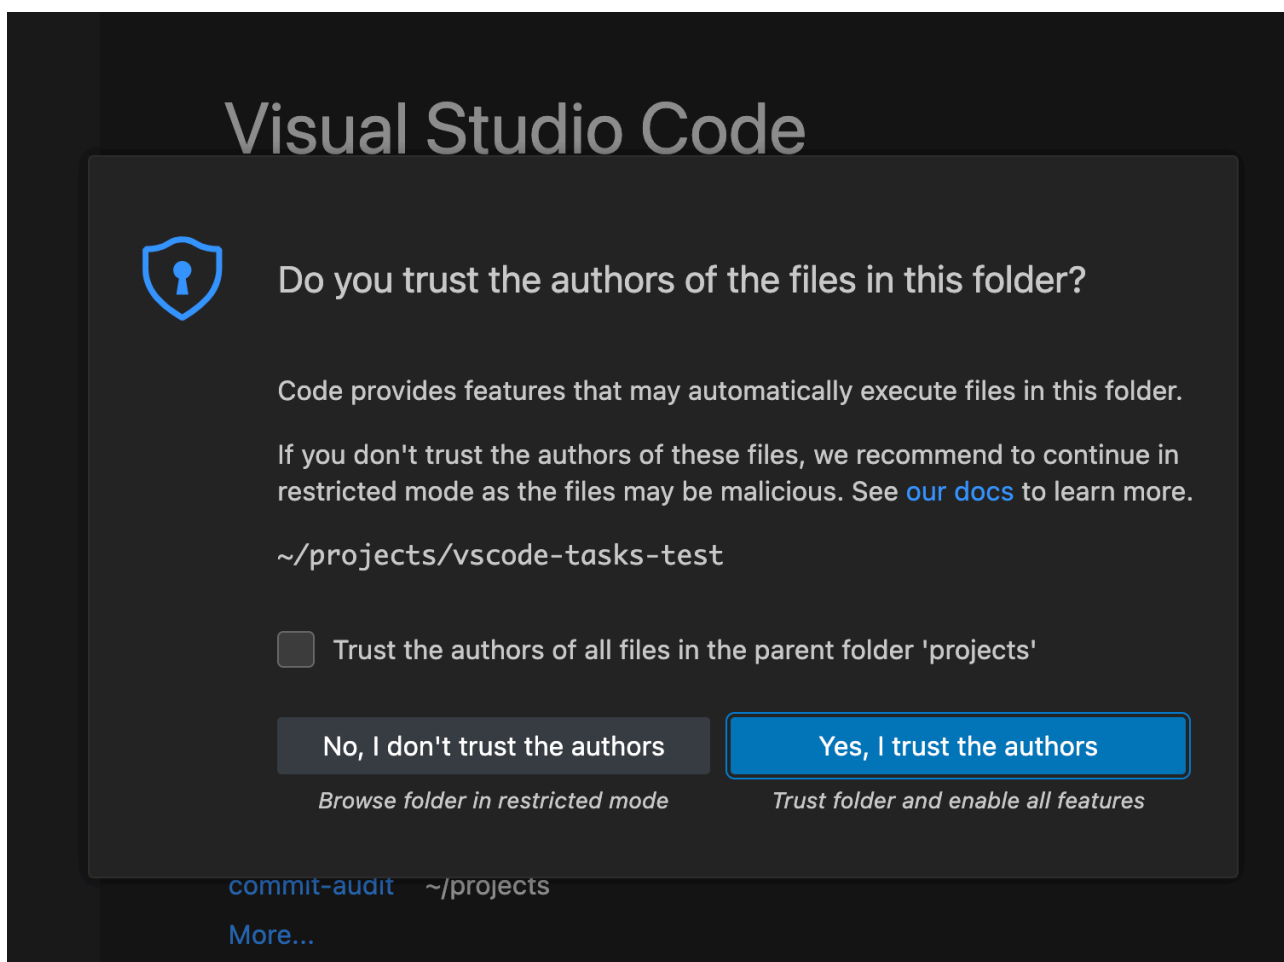 Visual Studio Code
Do you trust the authors of the files in this folder?
Code provides features that may automatically execute files in this folder.
If you don't trust the authors of these files, we recommend to continue in
restricted mode as the files may be malicious. See our docs to learn more.
~/projects/vscode-tasks-test
Trust the authors of all files in the parent folder 'projects'
No, I don't trust the authors
Yes, I trust the authors
Browse folder in restricted mode
Trust folder and enable all features
commit-audit ~/projects
More...